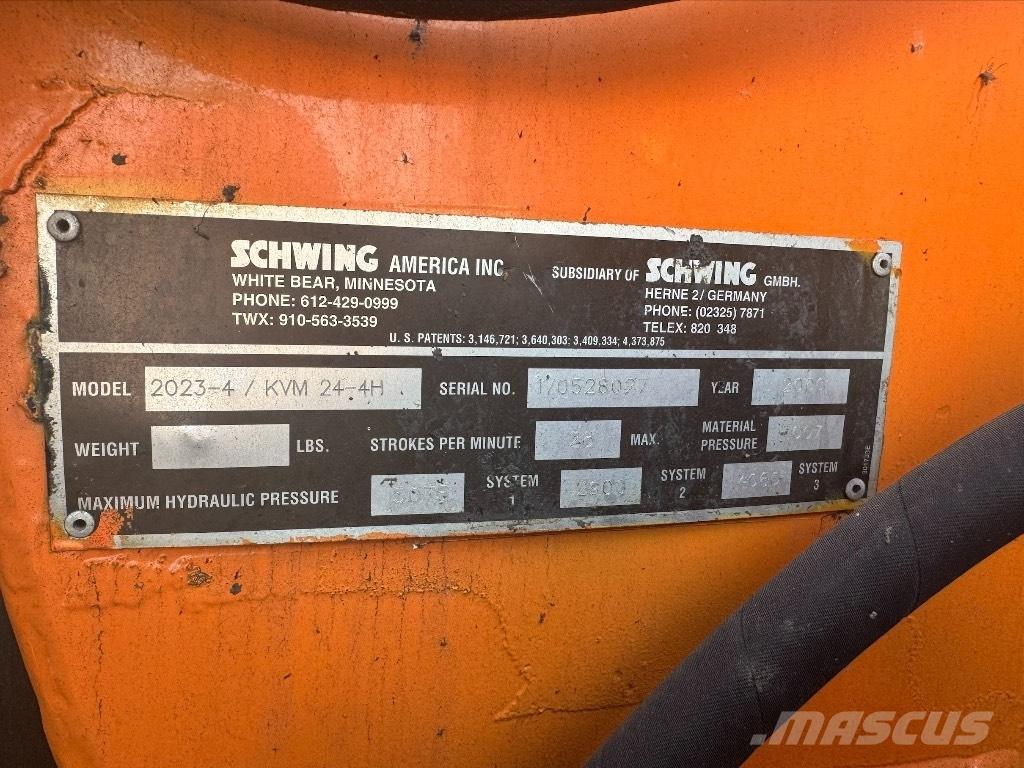 SCHWING AMERICA INC.
WHITE BEAR, MINNESOTA
PHONE: 612-429-0999
TWX: 910-563-3539
SUBSIDIARY OF SCHWING GMBH.
HERNE 2/ GERMANY
PHONE: (02325) 7871
TELEX: 820 348
U. S. PATENTS: 3,146,721; 3,640,303; 3,409,334; 4,373,875
MODEL 2023-4 / KVM 24-4H SERIAL NO. 170528027 YEAR 2000
WEIGHT LBS. STROKES PER MINUTE MAX. MATERIAL PRESSURE
MAXIMUM HYDRAULIC PRESSURE SYSTEM 1 2900 SYSTEM 2 SYSTEM 3
MASCUS